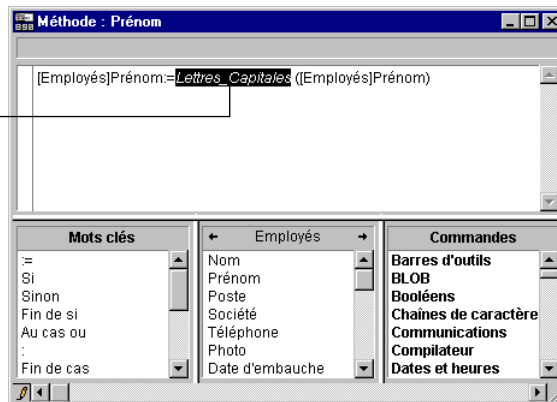 Méthode : Prénom
[Employés]Prénom:=Lettres_Capitales ([Employés]Prénom)
Mots clés
:=
Si
Sinon
Fin de si
Au cas ou
:
Fin de cas
Employés
Nom
Prénom
Poste
Société
Téléphone
Photo
Date d'embauche
Commandes
Barres d'outils
BLOB
Booléens
Chaînes de caractère
Communications
Compilateur
Dates et heures